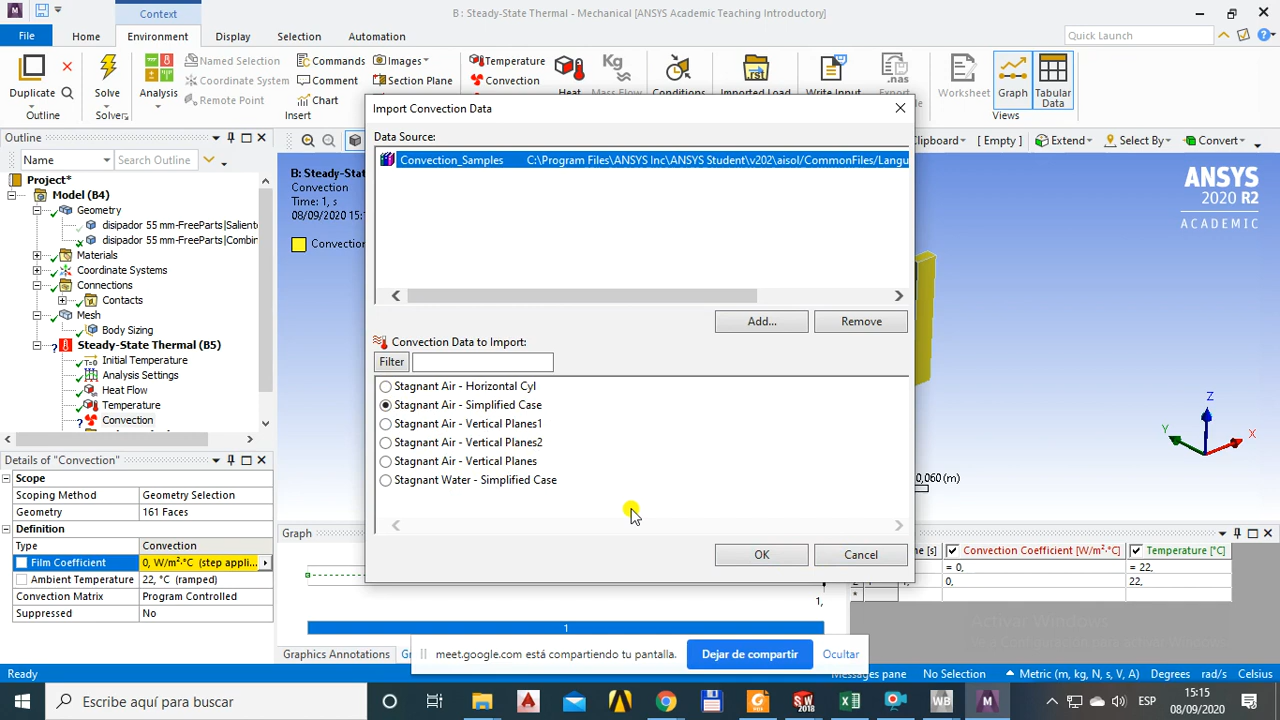 Context
B : Steady-State Thermal - Mechanical [ANSYS Academic Teaching Introductory]
File Home Environment Display Selection Automation Quick Launch
Duplicate
Outline
Solve
Solver
Analysis
Named Selection
Coordinate System
Remote Point
Commands
Comment
Chart
Images
Section Plane
Insert
Temperature
Convection
Heat
Mass Flow
Conditions
Imported Load
Write Input
.nas
Worksheet
Graph
Tabular
Data
Views
Outline
Name Search Outline
Project*
Model (B4)
Geometry
disipador 55 mm-FreeParts|Saliente
disipador 55 mm-FreeParts|Combin
Materials
Coordinate Systems
Connections
Contacts
Mesh
Body Sizing
Steady-State Thermal (B5)
Initial Temperature
Analysis Settings
Heat Flow
Temperature
Convection
Details of "Convection"
Scope
Scoping Method Geometry Selection
Geometry 161 Faces
Definition
Type Convection
Film Coefficient 0, W/m²·°C (step appli...
Ambient Temperature 22, °C (ramped)
Convection Matrix Program Controlled
Suppressed No
Clipboard [ Empty ] Extend Select By Convert
B: Steady-Stat
Convection
Time: 1, s
08/09/2020 15:1
Convectio
ANSYS
2020 R2
ACADEMIC
Z
Y
X
0,060 (m)
Import Convection Data
Data Source:
Convection_Samples C:\Program Files\ANSYS Inc\ANSYS Student\v202\aisol/CommonFiles/Langu
Add... Remove
Convection Data to Import:
Filter
Stagnant Air - Horizontal Cyl
Stagnant Air - Simplified Case
Stagnant Air - Vertical Planes1
Stagnant Air - Vertical Planes2
Stagnant Air - Vertical Planes
Stagnant Water - Simplified Case
OK Cancel
Graph
1,
1
Graphics Annotations
me [s] Convection Coefficient [W/m²·°C] Temperature [°C]
= 0, = 22,
1, 0, 22,
*
Activar Windows
meet.google.com está compartiendo tu pantalla. Dejar de compartir Ocultar
Ready
Messages pane No Selection Metric (m, kg, N, s, V, A) Degrees rad/s Celsius
Escribe aquí para buscar
SW
2018
WB
M
ESP
15:15
08/09/2020